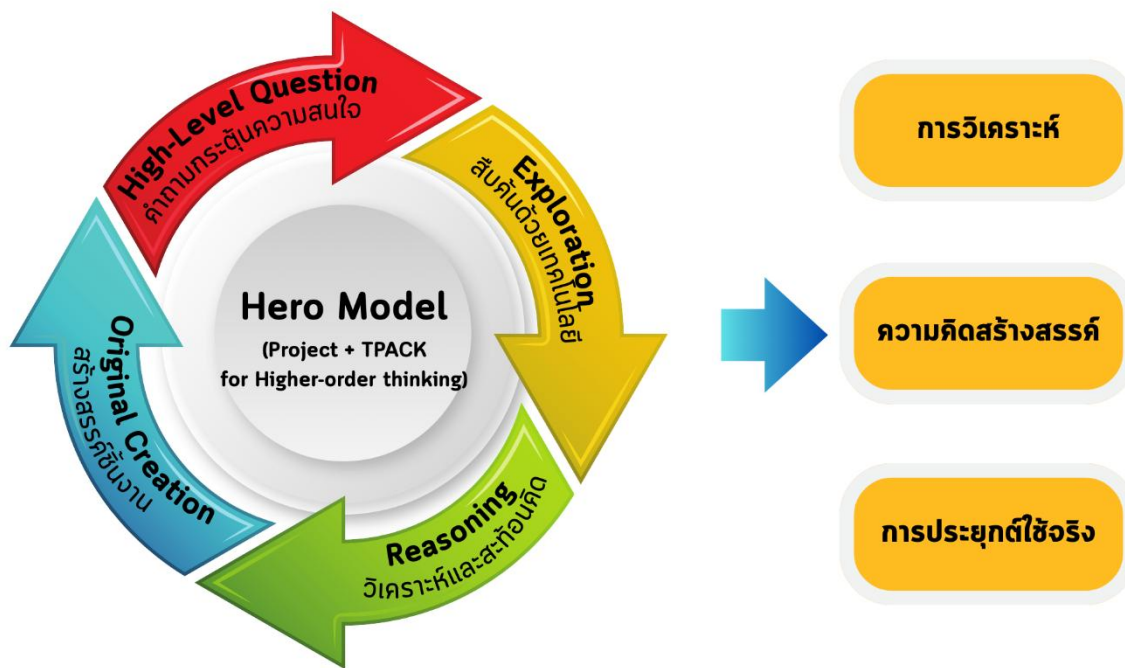 High-Level Question
คำถามกระตุ้นความสนใจ
Exploration
สืบค้นด้วยเทคโนโลยี
Reasoning
วิเคราะห์และสะท้อนคิด
Original Creation
สร้างสรรค์ชิ้นงาน
Hero Model
(Project + TPACK
for Higher-order thinking)
การวิเคราะห์
ความคิดสร้างสรรค์
การประยุกต์ใช้จริง